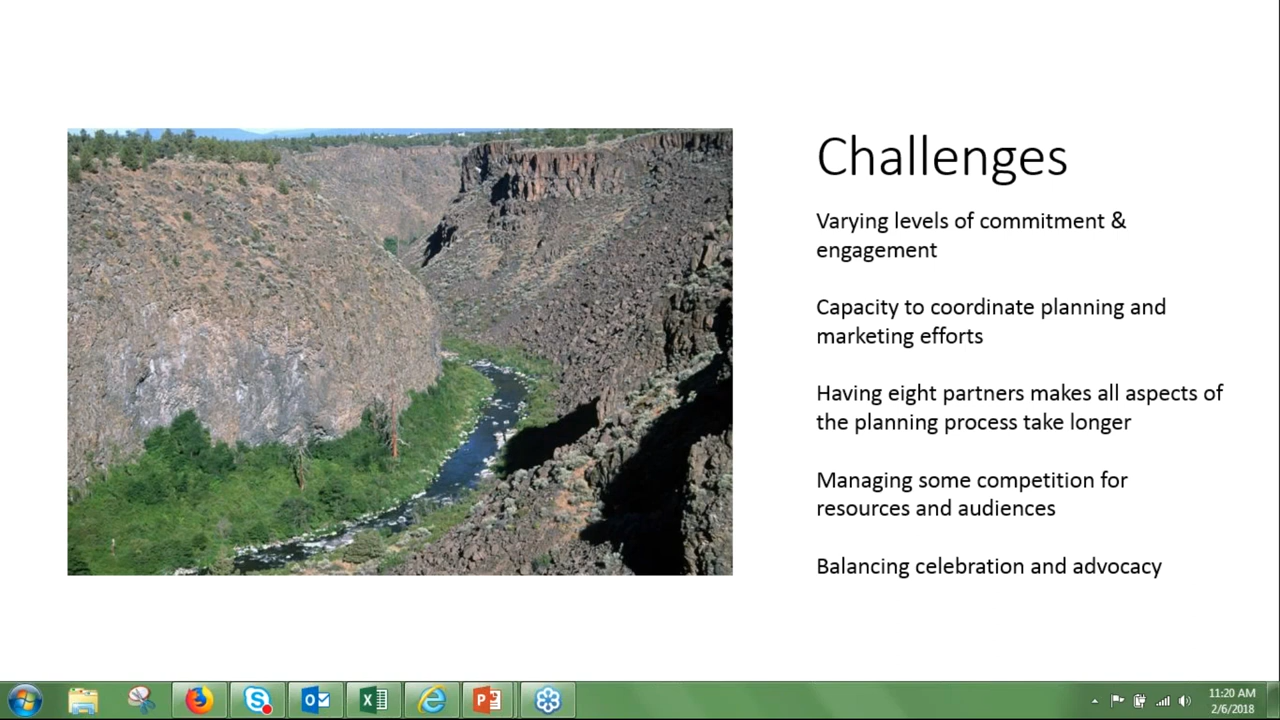 Challenges
Varying levels of commitment &
engagement
Capacity to coordinate planning and
marketing efforts
Having eight partners makes all aspects of
the planning process take longer
Managing some competition for
resources and audiences
Balancing celebration and advocacy
11:20 AM
2/6/2018